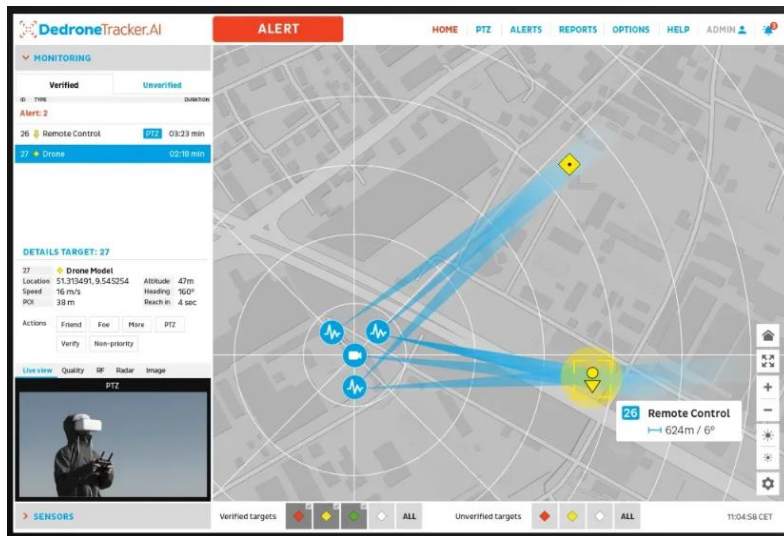 DedroneTracker.AI
ALERT
HOME PTZ ALERTS REPORTS OPTIONS HELP ADMIN 3
MONITORING
Verified Unverified
ID TYPE DURATION
Alert: 2
26 Remote Control PTZ 03:23 min
27 Drone 02:18 min
DETAILS TARGET: 27
27 Drone Model
Location 51.313491, 9.545254 Altitude 47m
Speed 16 m/s Heading 160°
POI 38 m Reach in 4 sec
Actions Friend Foe More PTZ
Verify Non-priority
Live view Quality RF Radar Image
PTZ
26 Remote Control
624m / 6°
SENSORS
Verified targets ALL Unverified targets ALL 11:04:58 CET